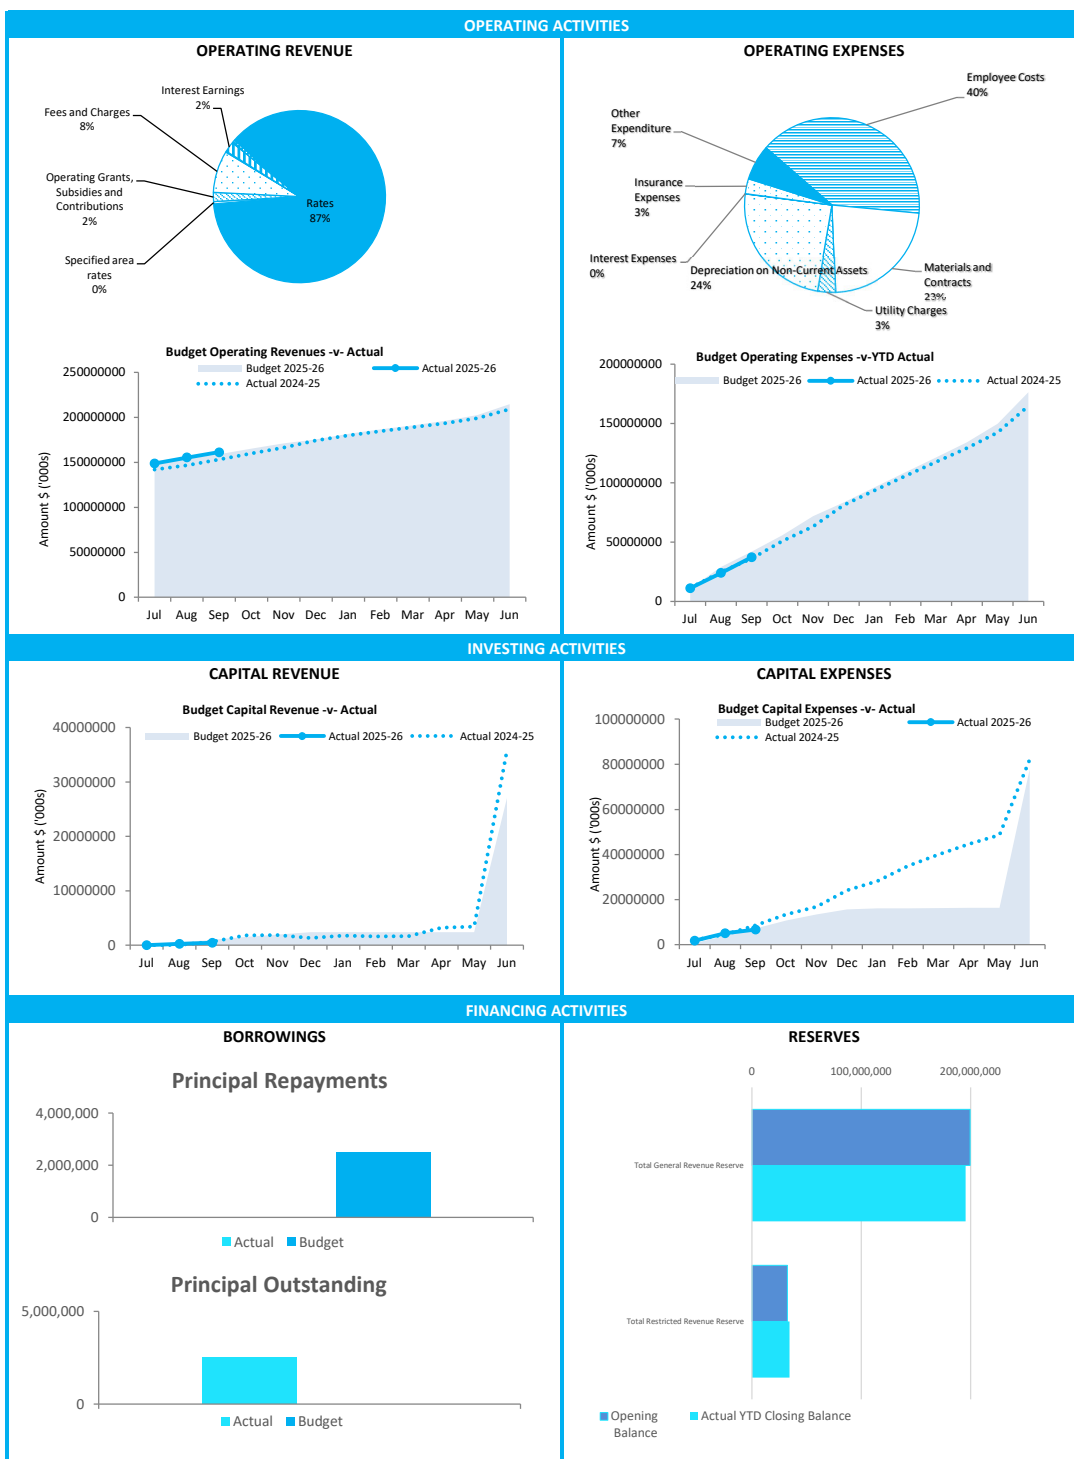 OPERATING ACTIVITIES
OPERATING REVENUE
Interest Earnings
2%
Fees and Charges
8%
Operating Grants,
Subsidies and
Contributions
2%
Specified area
rates
0%
Rates
87%
OPERATING EXPENSES
Employee Costs
40%
Other
Expenditure
7%
Insurance
Expenses
3%
Interest Expenses
0%
Depreciation on Non-Current Assets
24%
Materials and
Contracts
23%
Utility Charges
3%
Budget Operating Revenues -v- Actual
Budget 2025-26
Actual 2025-26
Actual 2024-25
Amount $ ('000s)
250000000
200000000
150000000
100000000
50000000
0
Jul Aug Sep Oct Nov Dec Jan Feb Mar Apr May Jun
Budget Operating Expenses -v-YTD Actual
Budget 2025-26
Actual 2025-26
Actual 2024-25
Amount $ ('000s)
200000000
150000000
100000000
50000000
0
Jul Aug Sep Oct Nov Dec Jan Feb Mar Apr May Jun
INVESTING ACTIVITIES
CAPITAL REVENUE
Budget Capital Revenue -v- Actual
Budget 2025-26
Actual 2025-26
Actual 2024-25
Amount $ ('000s)
40000000
30000000
20000000
10000000
0
Jul Aug Sep Oct Nov Dec Jan Feb Mar Apr May Jun
CAPITAL EXPENSES
Budget Capital Expenses -v- Actual
Budget 2025-26
Actual 2025-26
Actual 2024-25
Amount $ ('000s)
100000000
80000000
60000000
40000000
20000000
0
Jul Aug Sep Oct Nov Dec Jan Feb Mar Apr May Jun
FINANCING ACTIVITIES
BORROWINGS
Principal Repayments
4,000,000
2,000,000
0
Actual
Budget
Principal Outstanding
5,000,000
0
Actual
Budget
RESERVES
0
100,000,000
200,000,000
Total General Revenue Reserve
Total Restricted Revenue Reserve
Opening
Balance
Actual YTD Closing Balance